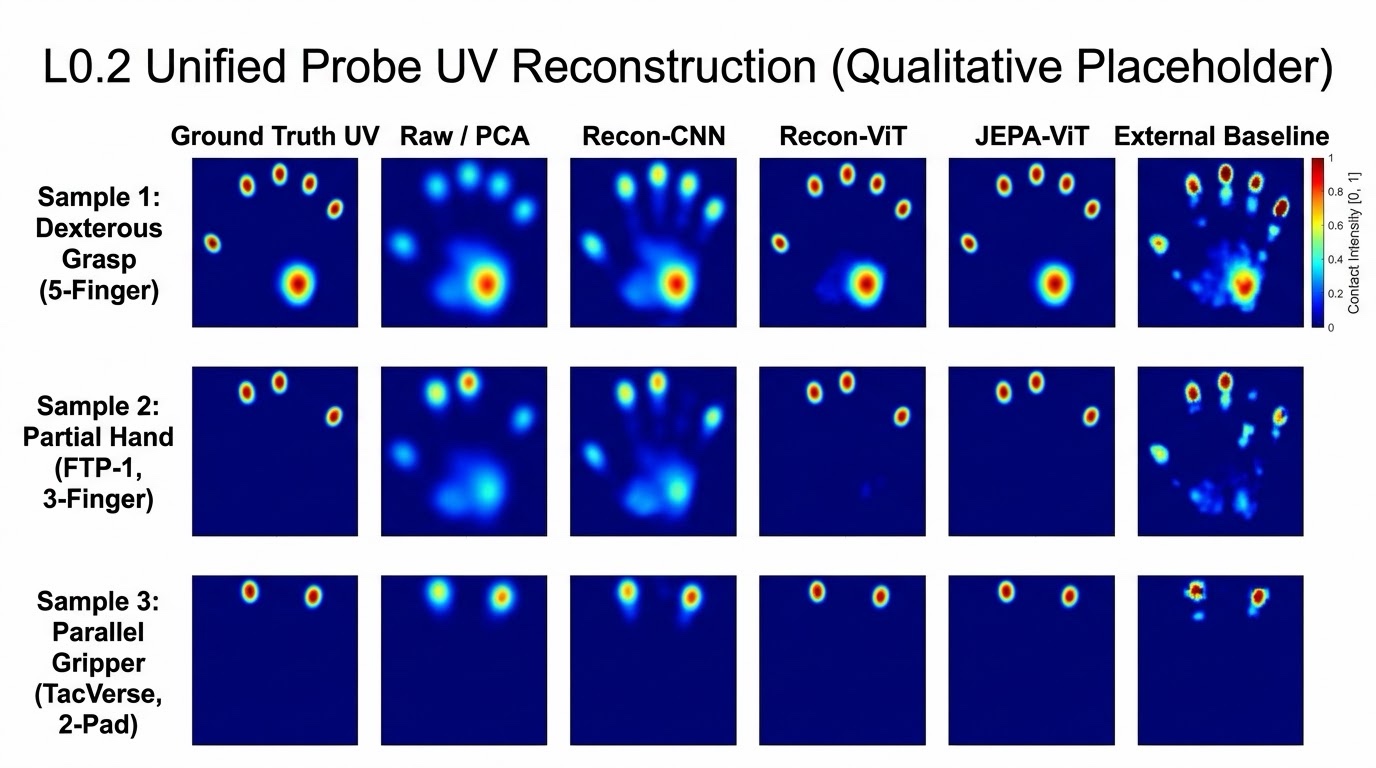 L0.2 Unified Probe UV Reconstruction (Qualitative Placeholder)
Ground Truth UV
Raw / PCA
Recon-CNN
Recon-ViT
JEPA-ViT
External Baseline
Sample 1:
Dexterous
Grasp
(5-Finger)
1
0.8
0.6
0.4
0.2
0
Contact Intensity [0, 1]
Sample 2:
Partial Hand
(FTP-1,
3-Finger)
Sample 3:
Parallel
Gripper
(TacVerse,
2-Pad)